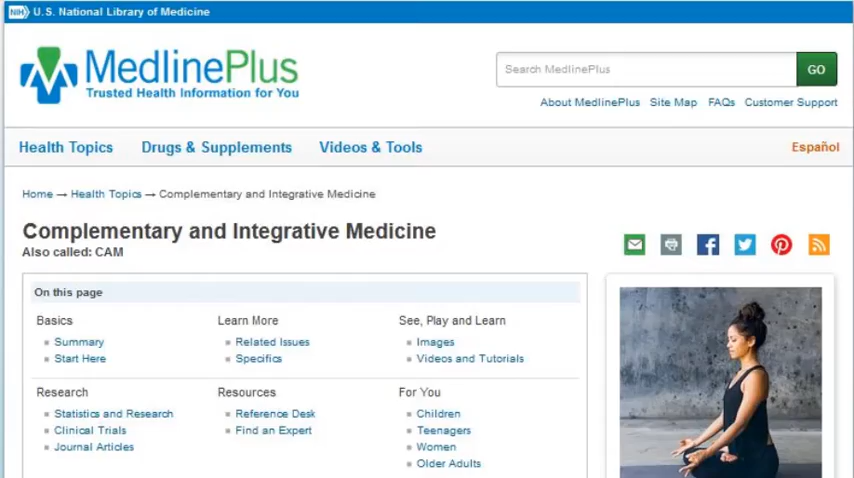 NIH U.S. National Library of Medicine
MedlinePlus
Trusted Health Information for You
Search MedlinePlus GO
About MedlinePlus Site Map FAQs Customer Support
Health Topics Drugs & Supplements Videos & Tools Español
Home → Health Topics → Complementary and Integrative Medicine
Complementary and Integrative Medicine
Also called: CAM
On this page
Basics
Summary
Start Here
Learn More
Related Issues
Specifics
See, Play and Learn
Images
Videos and Tutorials
Research
Statistics and Research
Clinical Trials
Journal Articles
Resources
Reference Desk
Find an Expert
For You
Children
Teenagers
Women
Older Adults